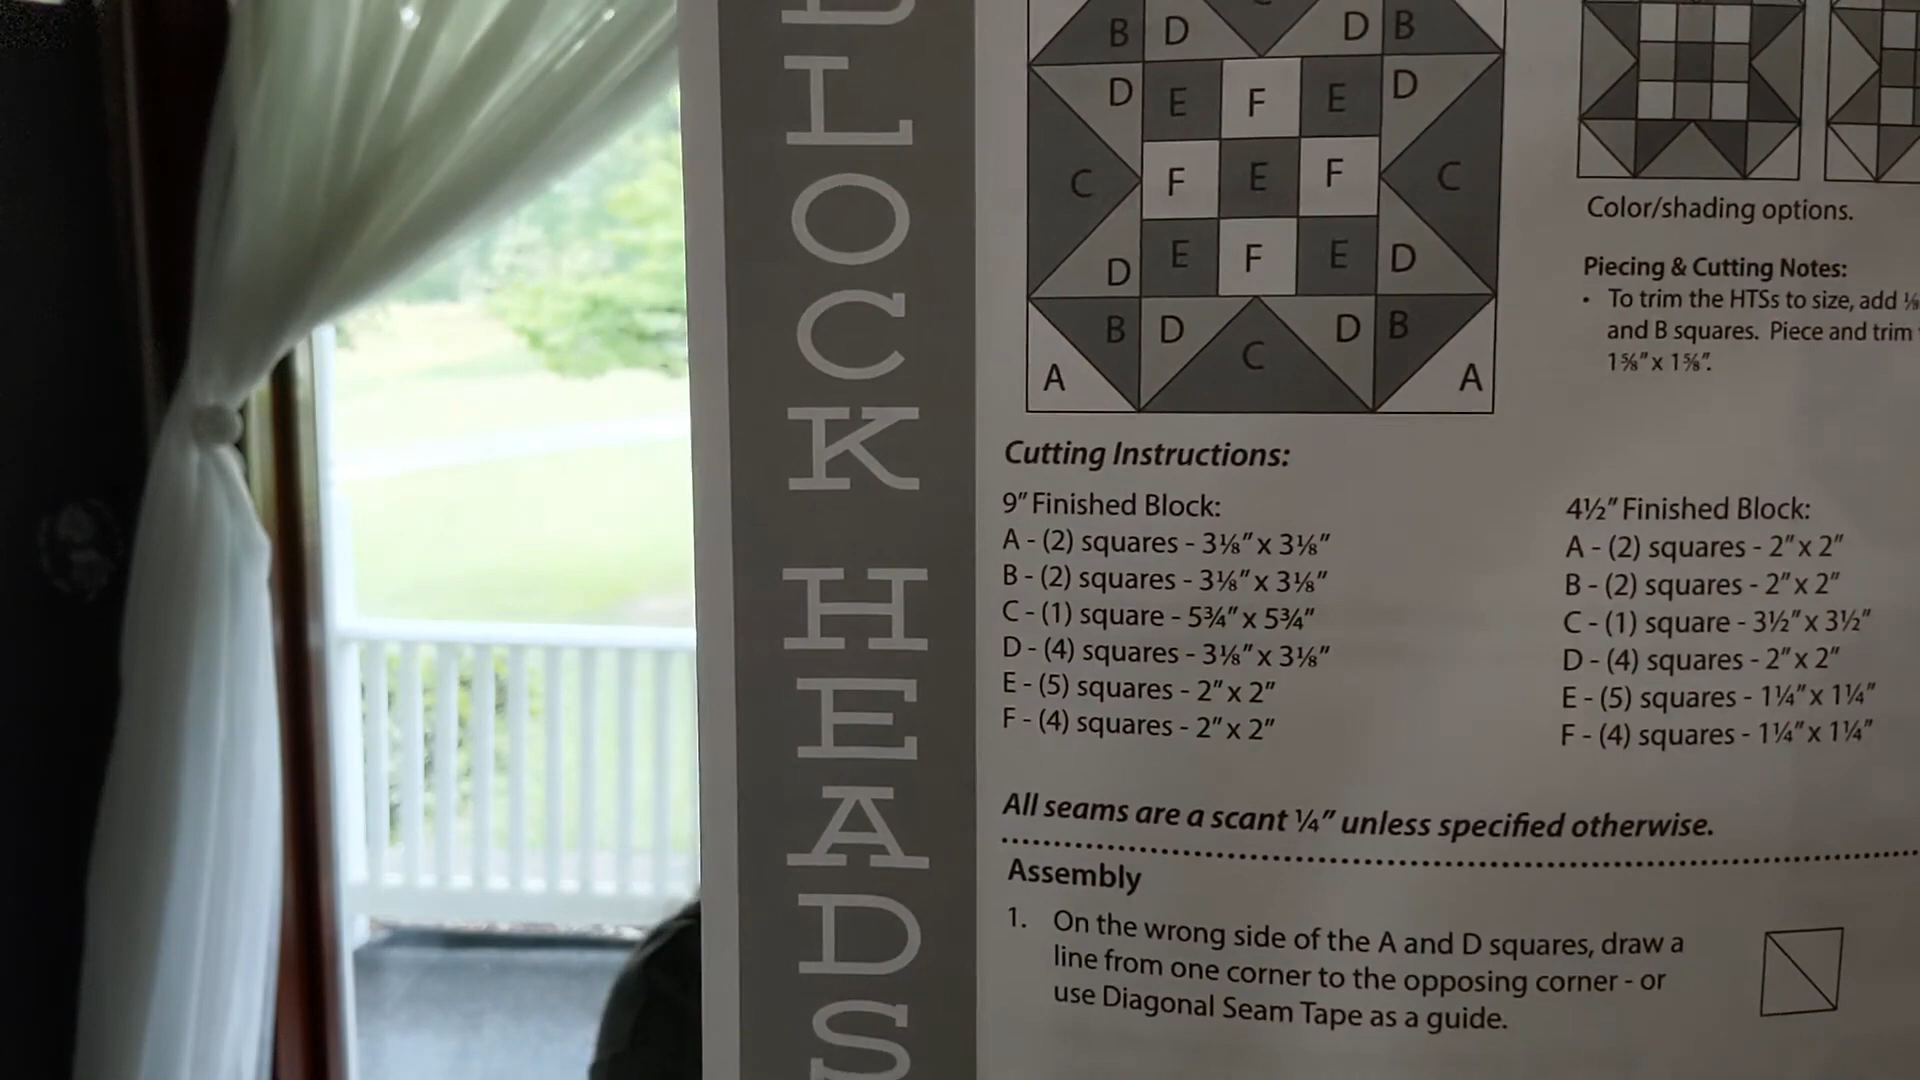 BLOCK HEADS
B D D B
D E F E D
C F E F C
D E F E D
B D D B
A C A
Color/shading options.
Piecing & Cutting Notes:
• To trim the HTSs to size, add ⅛
and B squares. Piece and trim
1⅝" x 1⅝".
Cutting Instructions:
9" Finished Block:
A - (2) squares - 3⅛" x 3⅛"
B - (2) squares - 3⅛" x 3⅛"
C - (1) square - 5¾" x 5¾"
D - (4) squares - 3⅛" x 3⅛"
E - (5) squares - 2" x 2"
F - (4) squares - 2" x 2"
4½" Finished Block:
A - (2) squares - 2" x 2"
B - (2) squares - 2" x 2"
C - (1) square - 3½" x 3½"
D - (4) squares - 2" x 2"
E - (5) squares - 1¼" x 1¼"
F - (4) squares - 1¼" x 1¼"
All seams are a scant ¼" unless specified otherwise.
Assembly
1. On the wrong side of the A and D squares, draw a
line from one corner to the opposing corner - or
use Diagonal Seam Tape as a guide.